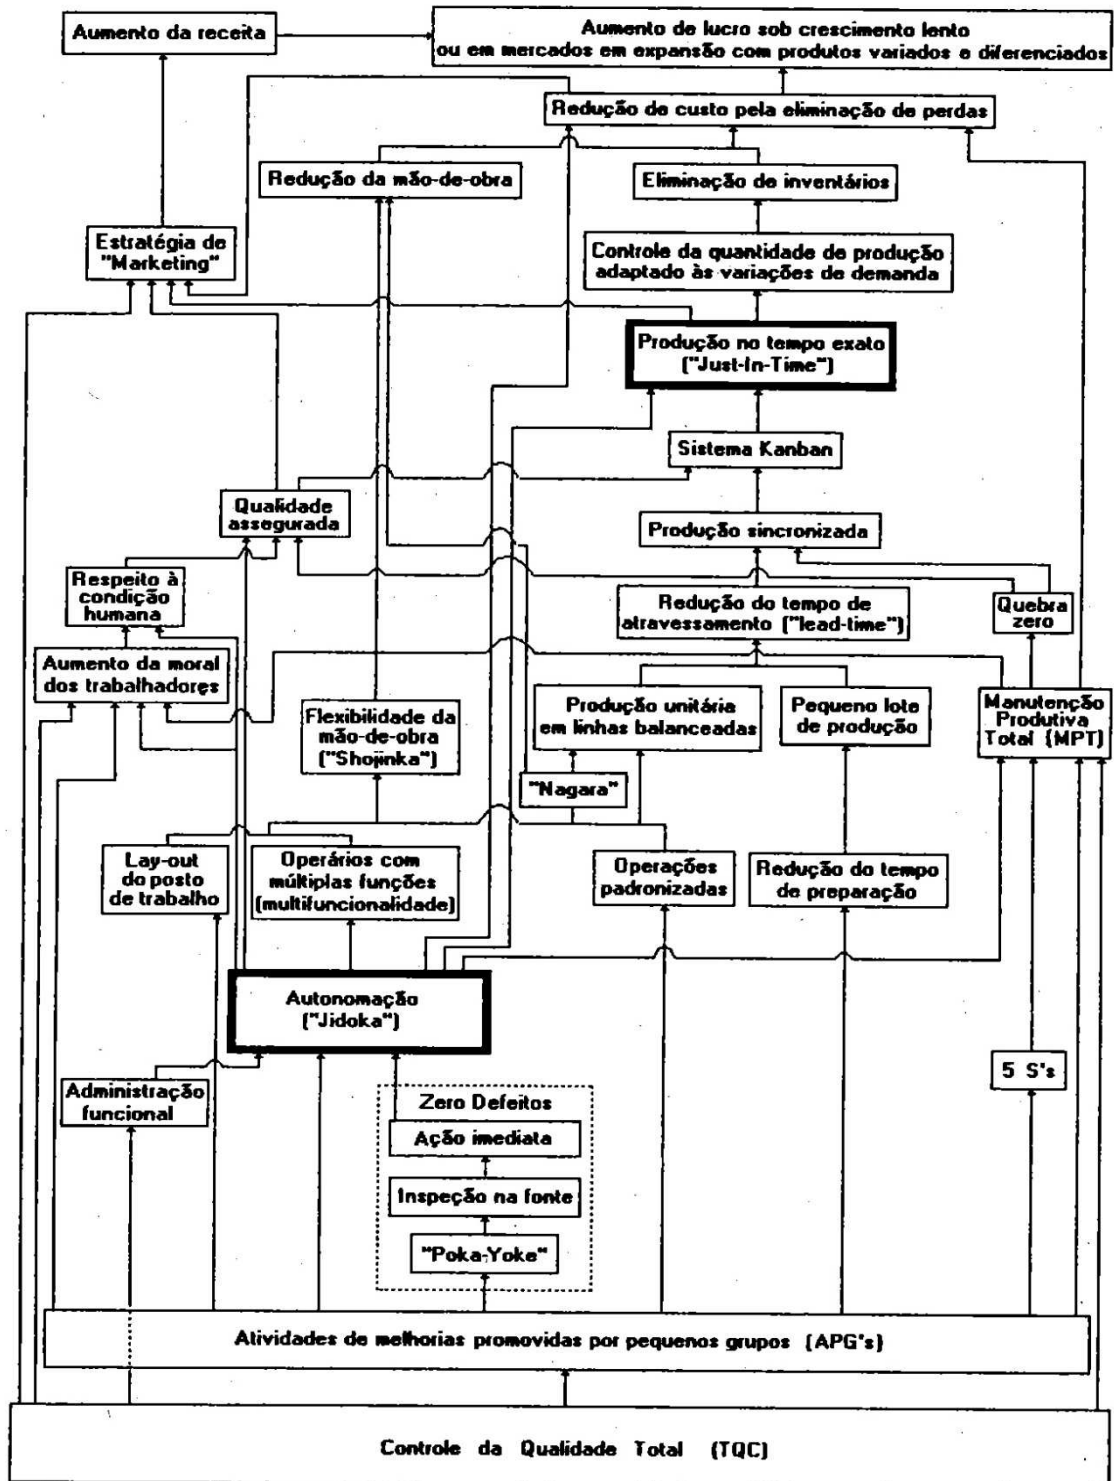 Aumento da receita
Aumento de lucro sob crescimento lento
ou em mercados em expansão com produtos variados e diferenciados
Redução de custo pela eliminação de perdas
Redução da mão-de-obra
Eliminação de inventários
Estratégia de
"Marketing"
Controle da quantidade de produção
adaptado às variações de demanda
Produção no tempo exato
("Just-In-Time")
Sistema Kanban
Qualidade
assegurada
Produção sincronizada
Respeito à
condição
humana
Redução do tempo de
atravessamento ("lead-time")
Quebra
zero
Aumento da moral
dos trabalhadores
Flexibilidade da
mão-de-obra
("Shojinka")
Produção unitária
em linhas balanceadas
Pequeno lote
de produção
Manutenção
Produtiva
Total (MPT)
"Nagara"
Lay-out
do posto
de trabalho
Operários com
múltiplas funções
(multifuncionalidade)
Operações
padronizadas
Redução do tempo
de preparação
Autonomação
("Jidoka")
5 S's
Administração
funcional
Zero Defeitos
Ação imediata
Inspeção na fonte
"Poka-Yoke"
Atividades de melhorias promovidas por pequenos grupos (APG's)
Controle da Qualidade Total (TQC)